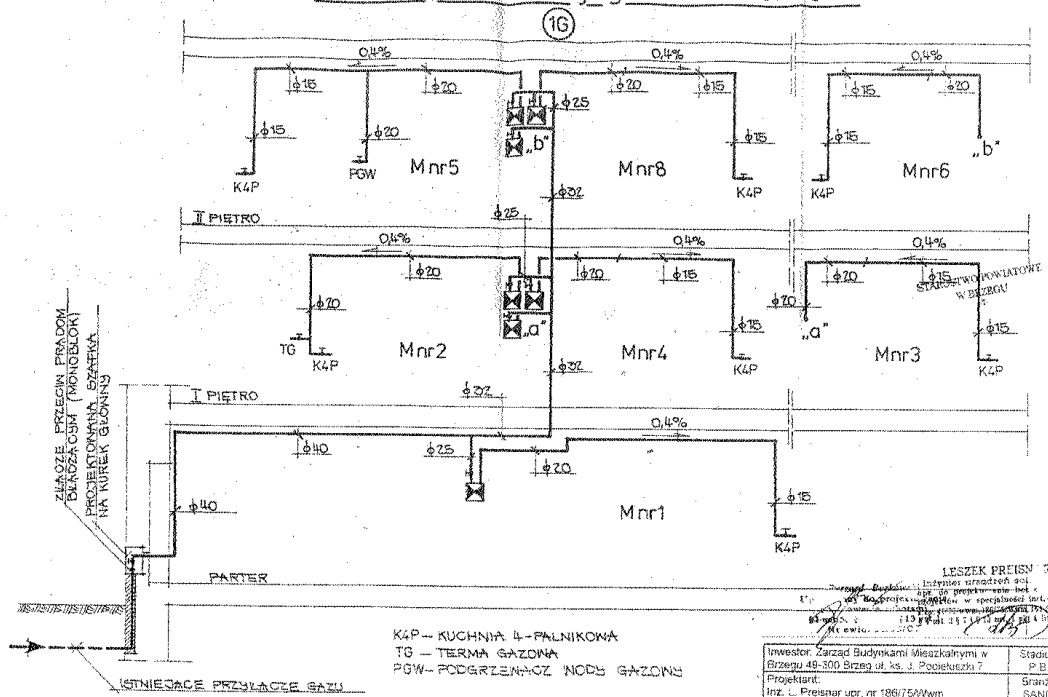 1G
0,4% 0,4% 0,4%
ϕ15 ϕ20 ϕ25 ϕ20 ϕ15 ϕ15 ϕ20
ϕ15 ϕ20 „b" ϕ15 ϕ15 „b"
Mnr5 Mnr8 Mnr6
K4P PGW K4P K4P
ϕ32
ϕ25
II PIĘTRO
0,4% 0,4% 0,4%
ϕ20 ϕ20 ϕ15 ϕ20 ϕ15
STAROSTWO POWIATOWE
W BRZEGU
ϕ20 „a" ϕ15 ϕ20 „a" ϕ15
Mnr2 Mnr4 Mnr3
TG K4P K4P K4P
ϕ32
ϕ32
I PIĘTRO
0,4%
ϕ40 ϕ25 ϕ20
ϕ40 Mnr1 ϕ15
K4P
ZŁĄCZE PRZECIW PRĄDOM
BŁĄDZĄCYM (MONOBLOK)
PROJEKTOWANA SZAFKA
NA KUREK GŁÓWNY
PARTER
K4P – KUCHNIA 4-PALNIKOWA
TG – TERMA GAZOWA
PGW – PODGRZEWACZ WODY GAZOWY
ISTNIEJĄCE PRZYŁĄCZE GAZU
LESZEK PREISN
Inwestor: Zarząd Budynkami Mieszkalnymi w
Brzegu 49-300 Brzeg ul. ks. J. Pocieluszki 7
Projektant:
Inż. L. Preisnar upr. nr 186/75/Wwm
P.B